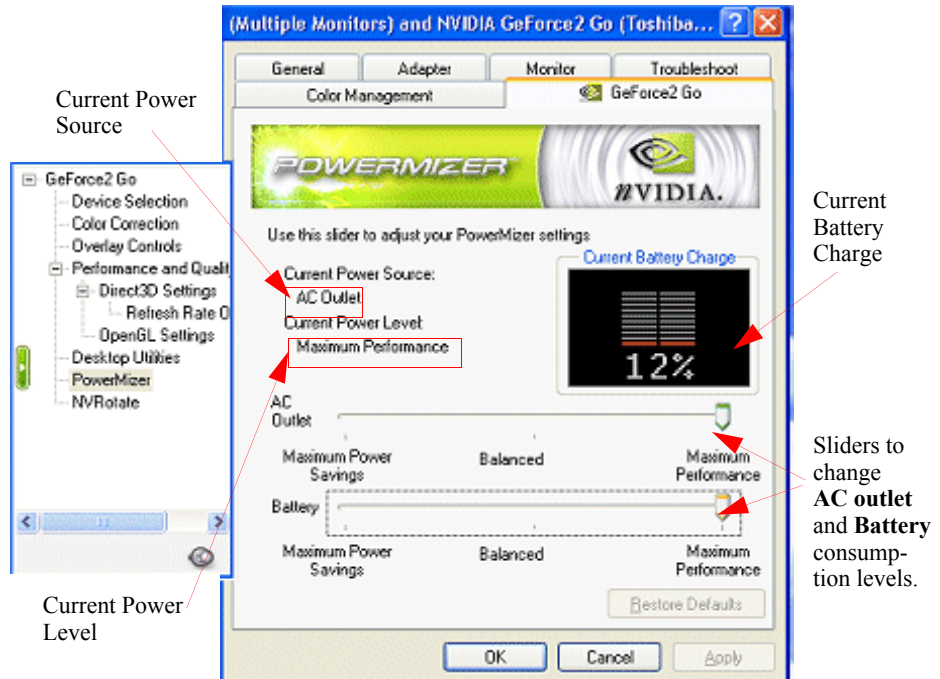 (Multiple Monitors) and NVIDIA GeForce2 Go (Toshiba...
General Adapter Monitor Troubleshoot
Color Management GeForce2 Go
Current Power
Source
POWERMIZER
nVIDIA.
GeForce2 Go
Device Selection
Color Correction
Overlay Controls
Performance and Qualit
Direct3D Settings
Refresh Rate O
OpenGL Settings
Desktop Utilities
PowerMizer
NVRotate
Use this slider to adjust your PowerMizer settings
Current Power Source:
AC Outlet
Current Power Level:
Maximum Performance
Current Battery Charge
12%
Current
Battery
Charge
AC
Outlet
Maximum Power
Savings
Balanced
Maximum
Performance
Battery
Maximum Power
Savings
Balanced
Maximum
Performance
Sliders to
change
AC outlet
and Battery
consump-
tion levels.
Current Power
Level
Restore Defaults
OK Cancel Apply